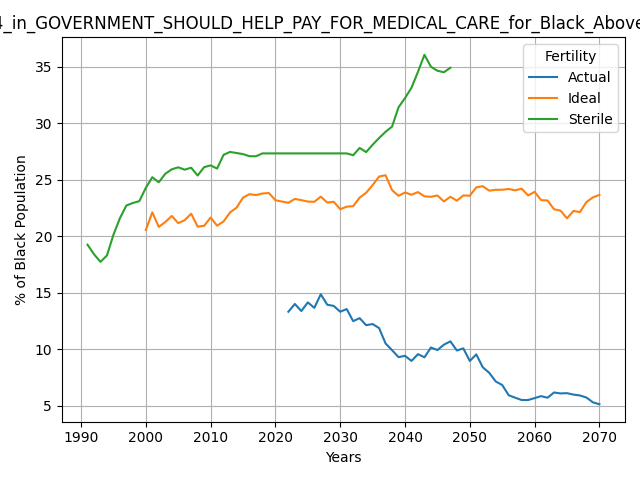 4_in_GOVERNMENT_SHOULD_HELP_PAY_FOR_MEDICAL_CARE_for_Black_Above
Fertility
Actual
Ideal
Sterile
% of Black Population
35
30
25
20
15
10
5
1990 2000 2010 2020 2030 2040 2050 2060 2070
Years